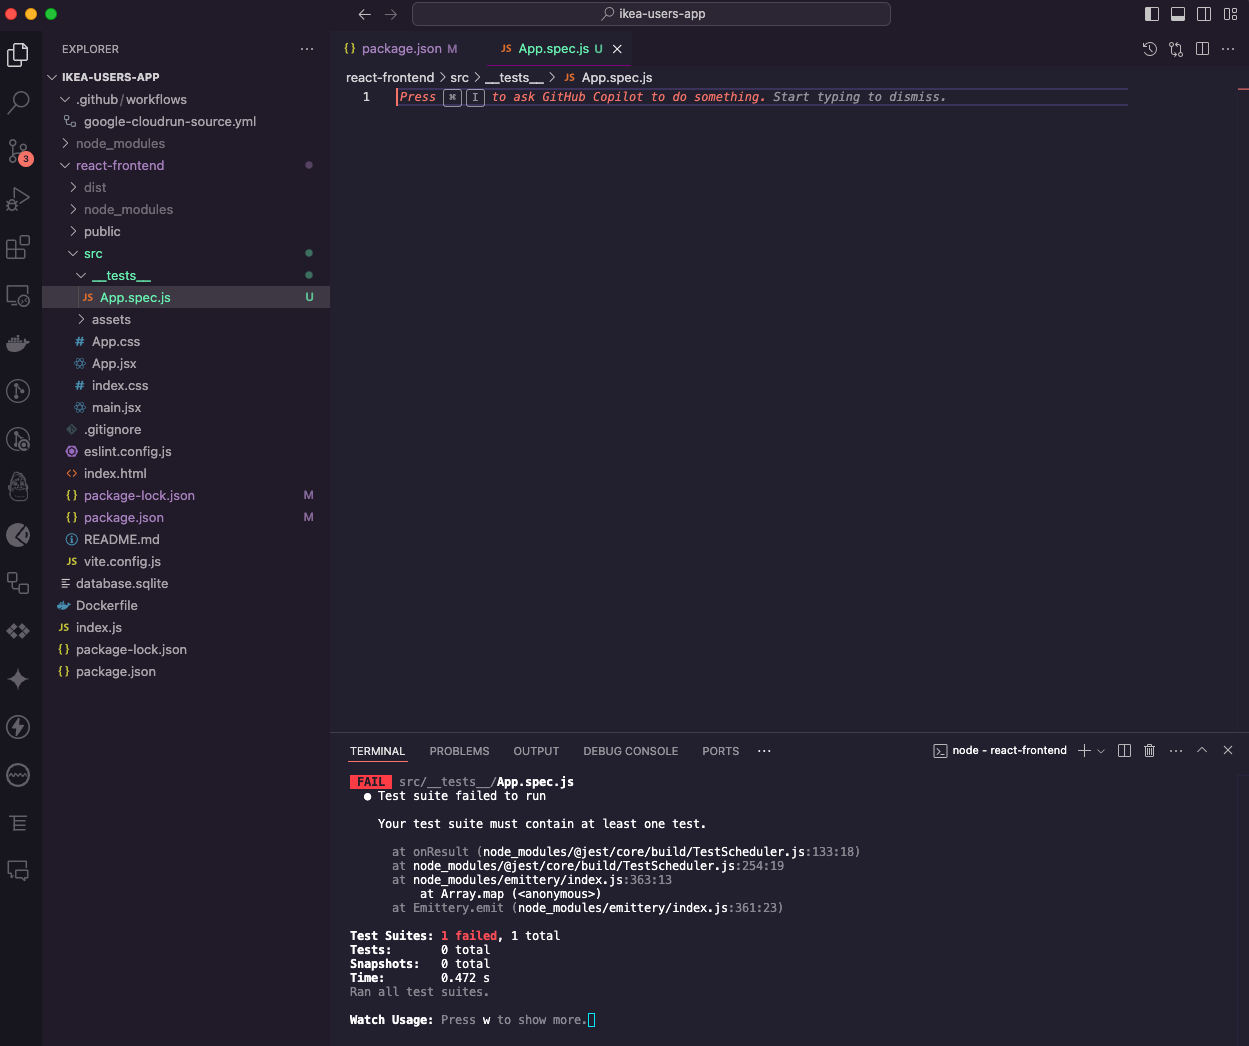 ikea-users-app
EXPLORER
IKEA-USERS-APP
.github/workflows
google-cloudrun-source.yml
node_modules
react-frontend
dist
node_modules
public
src
__tests__
JS App.spec.js U
assets
# App.css
App.jsx
# index.css
main.jsx
.gitignore
eslint.config.js
<> index.html
{} package-lock.json M
{} package.json M
README.md
JS vite.config.js
database.sqlite
Dockerfile
JS index.js
{} package-lock.json
{} package.json
3
{} package.json M
JS App.spec.js U
react-frontend > src > __tests__ > JS App.spec.js
1 Press ⌘ I to ask GitHub Copilot to do something. Start typing to dismiss.
TERMINAL PROBLEMS OUTPUT DEBUG CONSOLE PORTS ··· node - react-frontend
FAIL src/__tests__/App.spec.js
● Test suite failed to run
Your test suite must contain at least one test.
at onResult (node_modules/@jest/core/build/TestScheduler.js:133:18)
at node_modules/@jest/core/build/TestScheduler.js:254:19
at node_modules/emittery/index.js:363:13
at Array.map (<anonymous>)
at Emittery.emit (node_modules/emittery/index.js:361:23)
Test Suites: 1 failed, 1 total
Tests: 0 total
Snapshots: 0 total
Time: 0.472 s
Ran all test suites.
Watch Usage: Press w to show more.